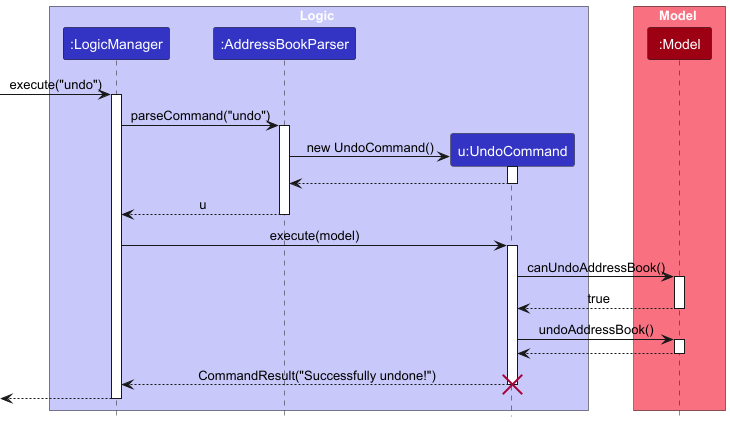 Logic
Model
:LogicManager
:AddressBookParser
:Model
execute("undo")
parseCommand("undo")
new UndoCommand()
u:UndoCommand
u
execute(model)
canUndoAddressBook()
true
undoAddressBook()
CommandResult("Successfully undone!")